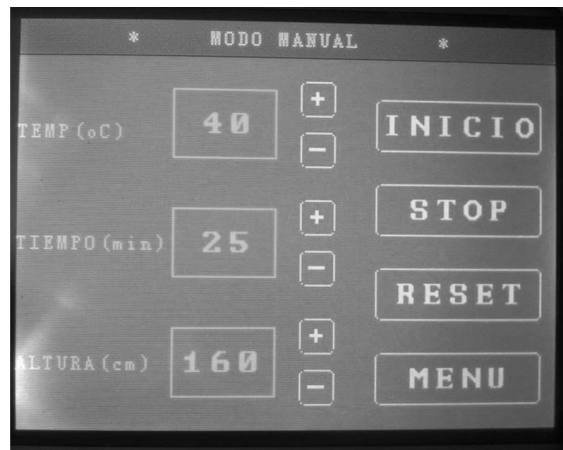 * MODO MANUAL *
TEMP(oC) 40 + -
INICIO
STOP
TIEMPO(min) 25 + -
RESET
ALTURA(cm) 160 + -
MENU